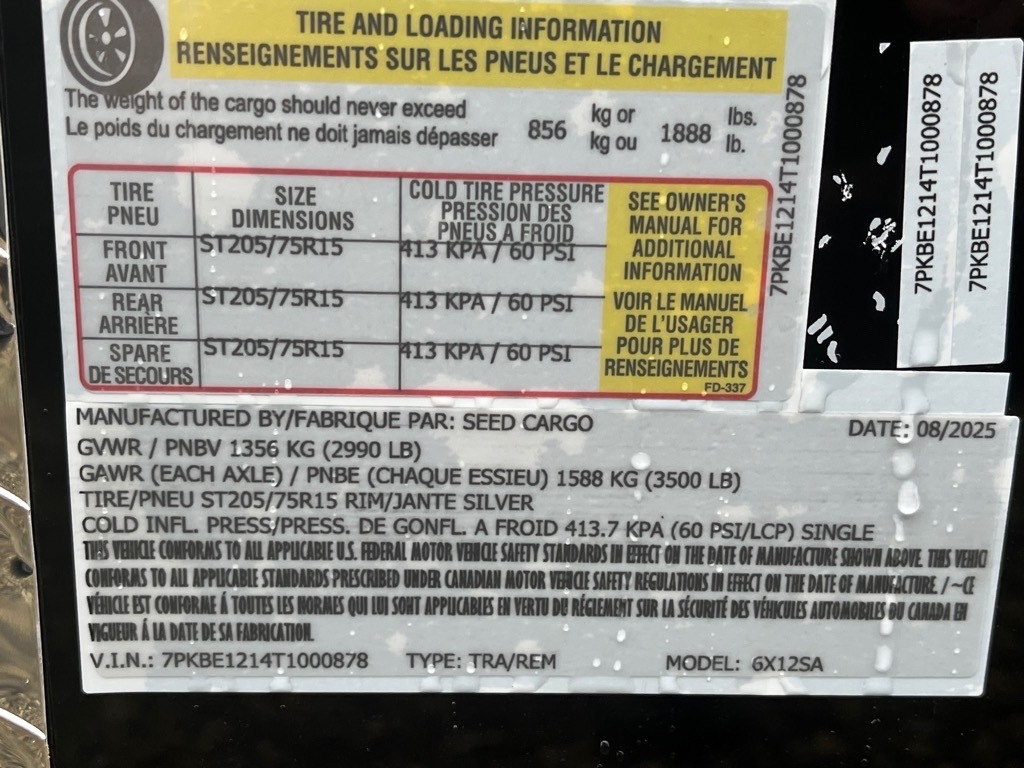 TIRE AND LOADING INFORMATION
RENSEIGNEMENTS SUR LES PNEUS ET LE CHARGEMENT
The weight of the cargo should never exceed 856 kg or 1888 lbs.
Le poids du chargement ne doit jamais dépasser kg ou lb.
TIRE PNEU
SIZE DIMENSIONS
COLD TIRE PRESSURE
PRESSION DES
PNEUS A FROID
FRONT AVANT ST205/75R15 413 KPA / 60 PSI
REAR ARRIÈRE ST205/75R15 413 KPA / 60 PSI
SPARE DE SECOURS ST205/75R15 413 KPA / 60 PSI
SEE OWNER'S
MANUAL FOR
ADDITIONAL
INFORMATION
VOIR LE MANUEL
DE L'USAGER
POUR PLUS DE
RENSEIGNEMENTS
FD-337
7PKBE1214T1000878
7PKBE1214T1000878
7PKBE1214T1000878
MANUFACTURED BY/FABRIQUE PAR: SEED CARGO DATE: 08/2025
GVWR / PNBV 1356 KG (2990 LB)
GAWR (EACH AXLE) / PNBE (CHAQUE ESSIEU) 1588 KG (3500 LB)
TIRE/PNEU ST205/75R15 RIM/JANTE SILVER
COLD INFL. PRESS/PRESS. DE GONFL. A FROID 413.7 KPA (60 PSI/LCP) SINGLE
THIS VEHICLE CONFORMS TO ALL APPLICABLE U.S. FEDERAL MOTOR VEHICLE SAFETY STANDARDS IN EFFECT ON THE DATE OF MANUFACTURE SHOWN ABOVE. THIS VEHIC
CONFORMS TO ALL APPLICABLE STANDARDS PRESCRIBED UNDER CANADIAN MOTOR VEHICLE SAFETY REGULATIONS IN EFFECT ON THE DATE OF MANUFACTURE. / ~CE
VÉHICLE EST CONFORME Á TOUTES LES NORMES QUI LUI SONT APPLICABLES EN VERTU DU RÉGLEMENT SUR LA SÉCURITÉ DES VÉHICULES AUTOMOBILES DU CANADA EN
VIGUEUR Á LA DATE DE SA FABRICATION.
V.I.N.: 7PKBE1214T1000878 TYPE: TRA/REM MODEL: 6X12SA